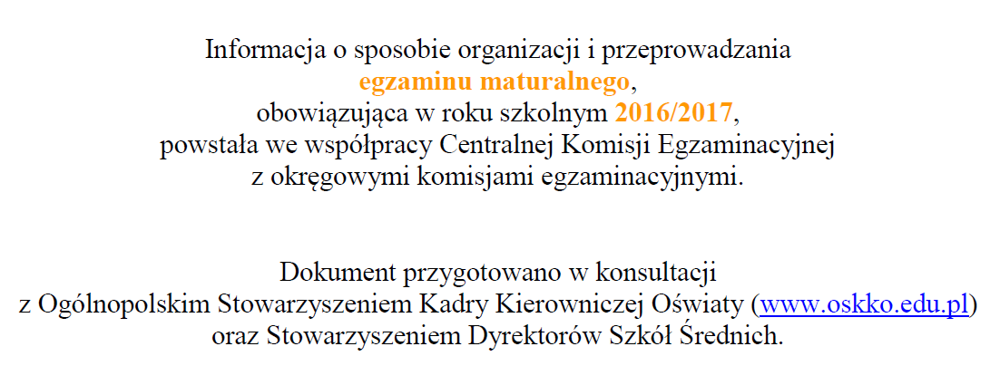 Informacja o sposobie organizacji i przeprowadzania
egzaminu maturalnego,
obowiązująca w roku szkolnym 2016/2017,
powstała we współpracy Centralnej Komisji Egzaminacyjnej
z okręgowymi komisjami egzaminacyjnymi.
Dokument przygotowano w konsultacji
z Ogólnopolskim Stowarzyszeniem Kadry Kierowniczej Oświaty (www.oskko.edu.pl)
oraz Stowarzyszeniem Dyrektorów Szkół Średnich.